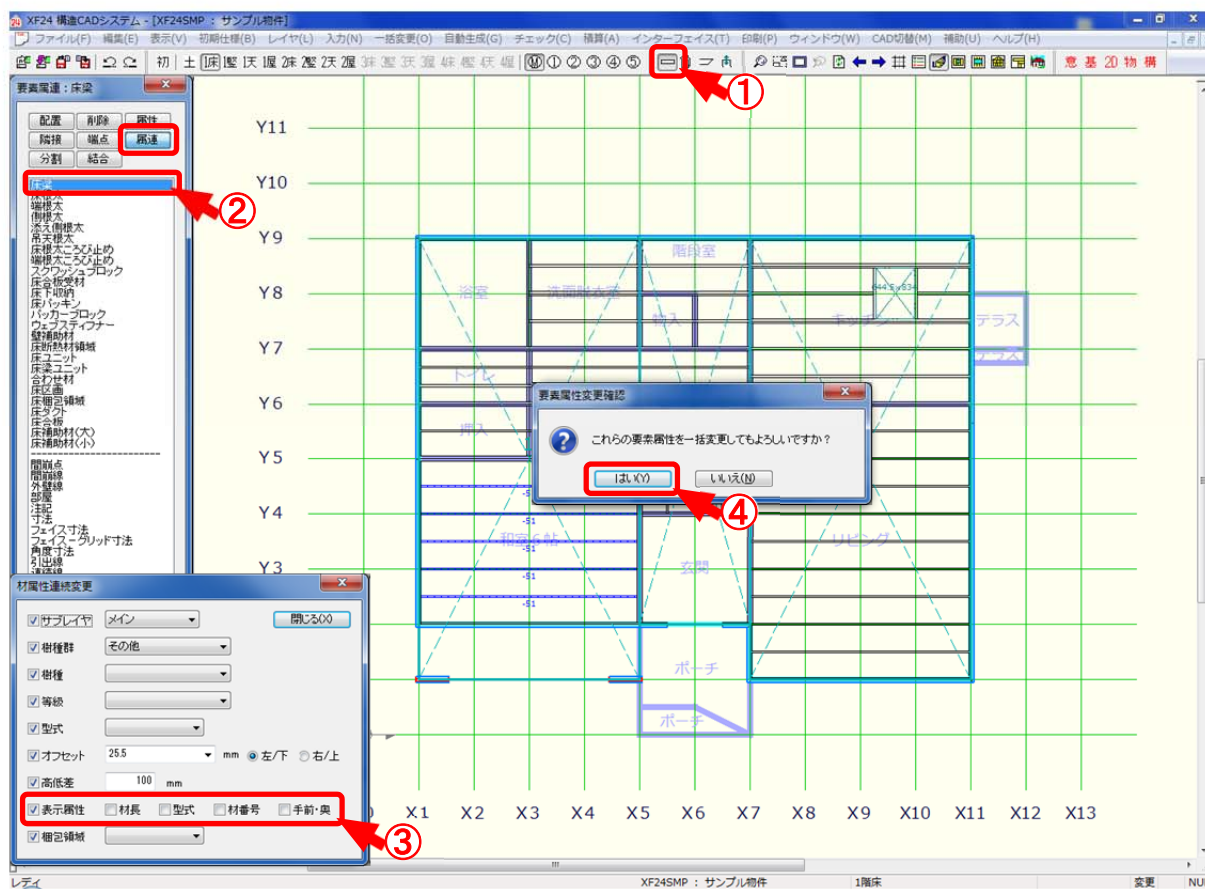 XF24 構造CADシステム - [XF24SMP : サンプル物件]
ファイル(F) 編集(E) 表示(V) 初期仕様(B) レイヤ(L) 入力(N) 一括変更(O) 自動生成(G) チェック(C) 積算(A) インターフェイス(T) 印刷(P) ウィンドウ(W) CAD切替(M) 補助(U) ヘルプ(H)
初 土 床 1天 2床 2天 意 基 2D 物 構
①
要素属連：床梁
配置 削除 属性
隣接 端点 属連
分割 結合
床梁
②
床根太
端根太
側根太
添え側根太
吊天根太
床根太ころび止め
端根太ころび止め
スクワッシュブロック
床合板受材
床下収納
床パッキン
パッカーブロック
ウェブスティフナー
壁補助材
床断熱材領域
床ユニット
床梁ユニット
合わせ材
床区画
床梱包領域
床ダクト
床合板
床補助材(大)
床補助材(小)
間崩点
間崩線
外壁線
部屋
注記
寸法
フェイス寸法
フェイス－グリッド寸法
角度寸法
引出線
Y11
Y10
Y9
階段室
Y8
浴室 洗面脱衣室
物入 キッチン テラス
Y7
テラス
トイレ
Y6
押入
Y5
Y4
-51
和室6帖
-51
リビング
玄関
Y3
-51
-51
ポーチ
ポーチ
要素属性変更確認
これらの要素属性を一括変更してもよろしいですか？
はい(Y) いいえ(N)
④
材属性連続変更
サブレイヤ メイン 閉じる(X)
樹種群 その他
樹種
等級
型式
オフセット 25.5 mm 左/下 右/上
高低差 100 mm
表示属性 材長 型式 材番号 手前・奥
③
梱包領域
X1 X2 X3 X4 X5 X6 X7 X8 X9 X10 X11 X12 X13
レディ XF24SMP : サンプル物件 1階床 変更 NU